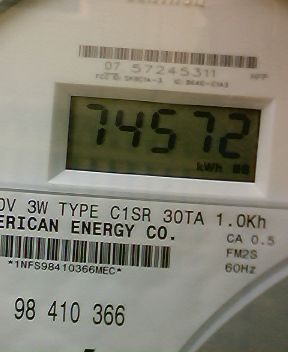 07 57245311
74572
kWh
0V 3W TYPE C1SR 30TA 1.0Kh
ERICAN ENERGY CO.
CA 0.5
FM2S
60Hz
*1NFS98410366MEC*
98 410 366